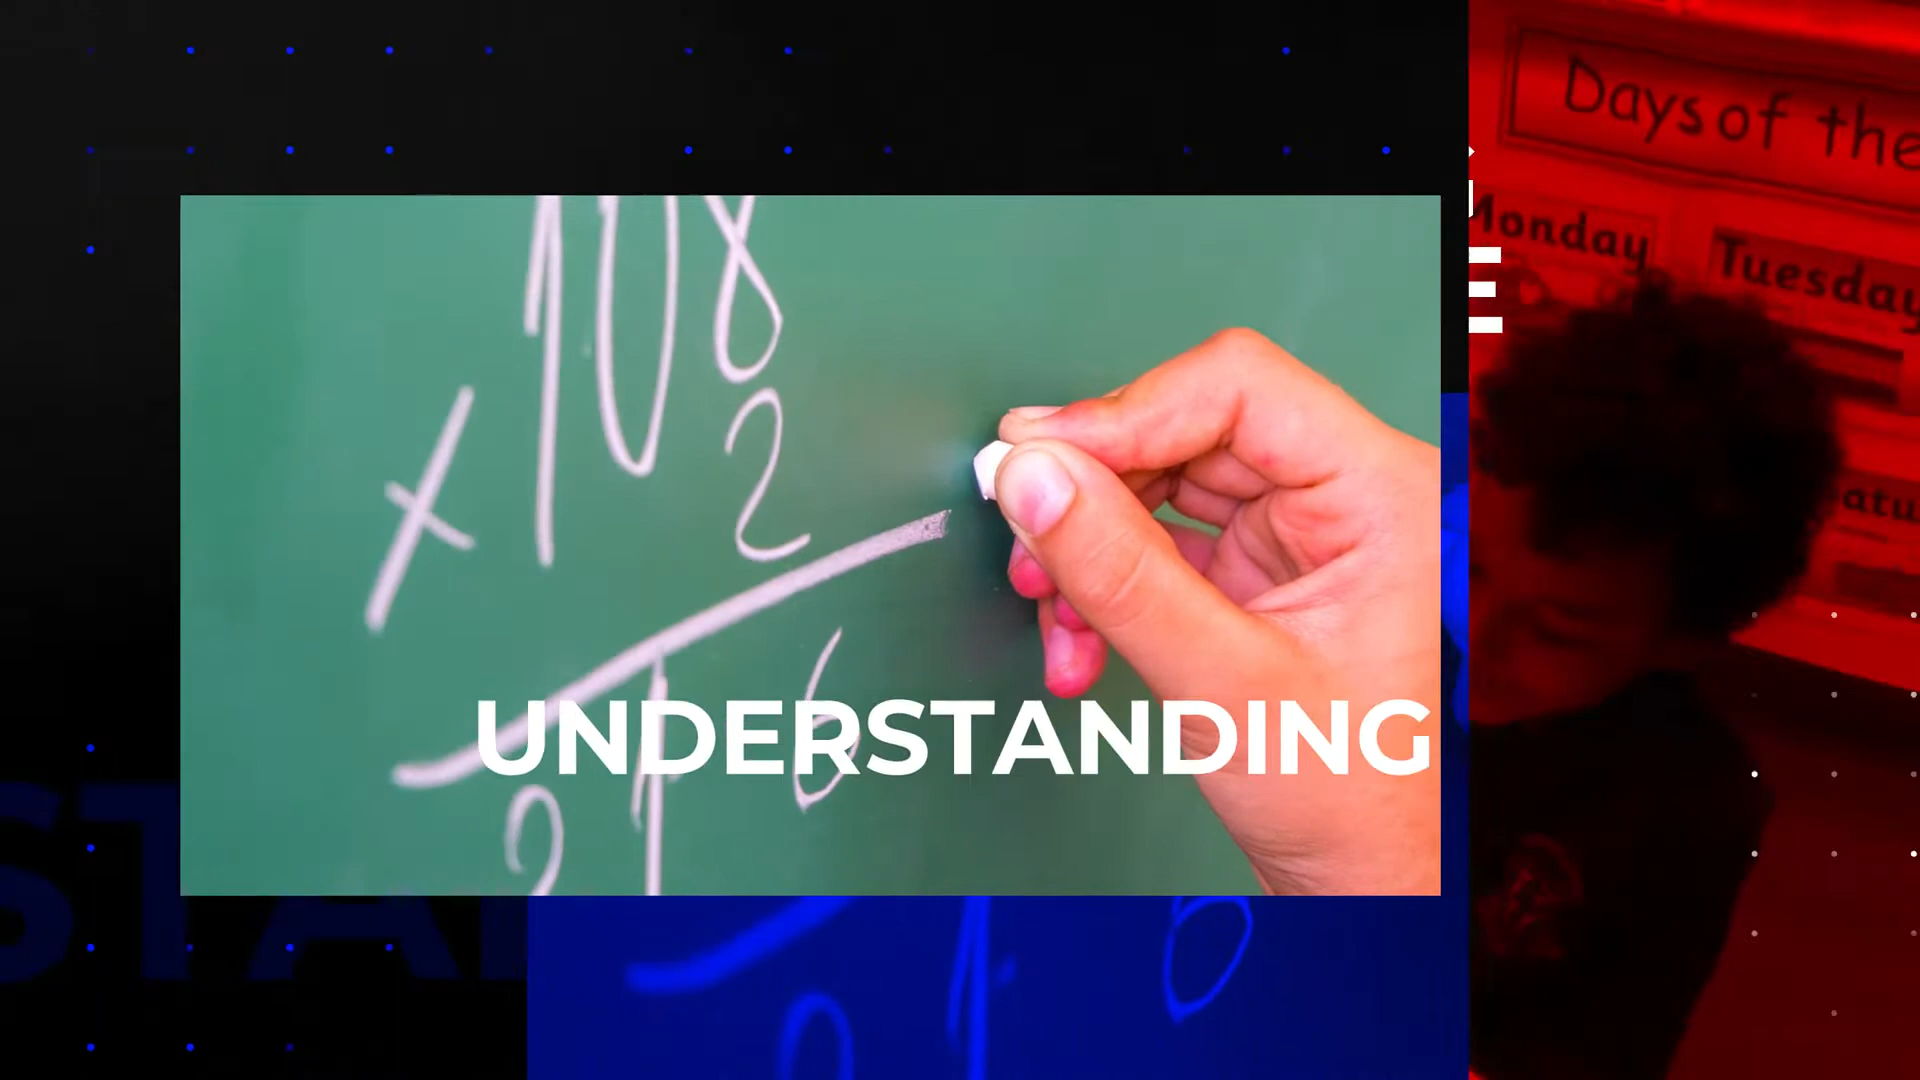 Days of the
Monday
Tuesday
108
× 2
216
UNDERSTANDING